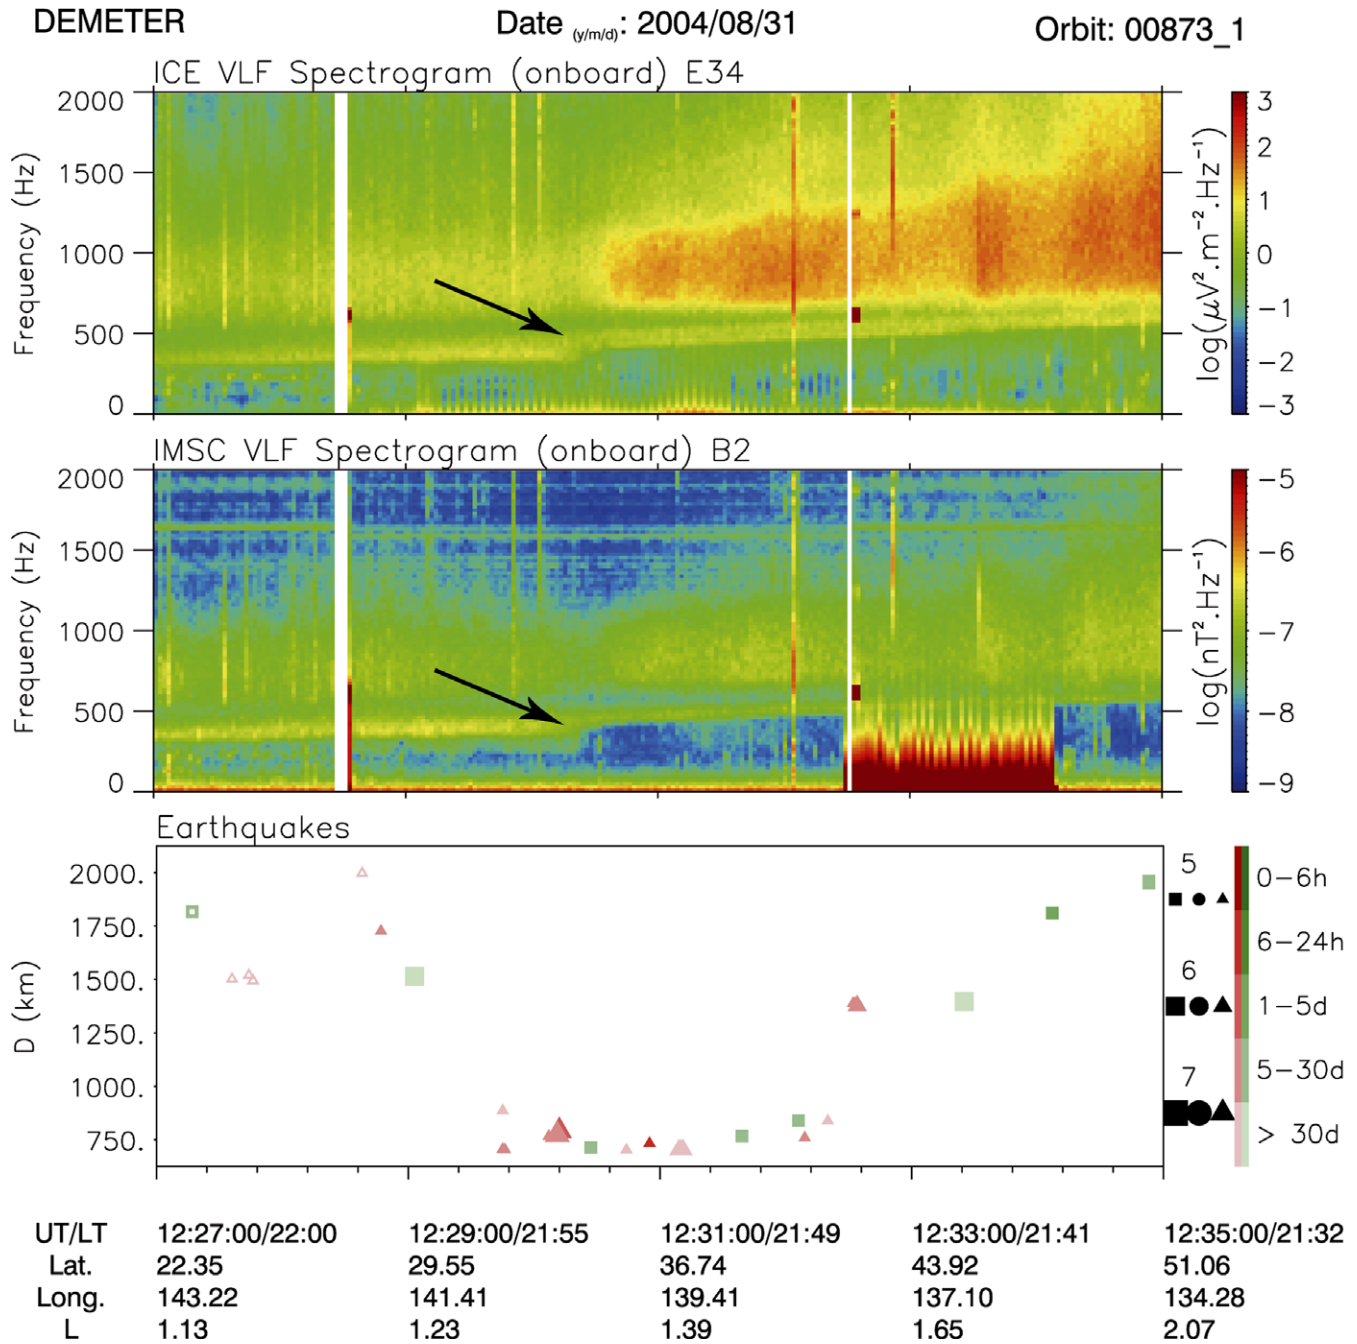 DEMETER Date (y/m/d): 2004/08/31 Orbit: 00873_1
ICE VLF Spectrogram (onboard) E34
2000
1500
1000
500
0
Frequency (Hz)
3
2
1
0
−1
−2
−3
log(μV².m⁻².Hz⁻¹)
IMSC VLF Spectrogram (onboard) B2
2000
1500
1000
500
0
Frequency (Hz)
−5
−6
−7
−8
−9
log(nT².Hz⁻¹)
Earthquakes
2000.
1750.
1500.
1250.
1000.
750.
D (km)
5
6
7
0−6h
6−24h
1−5d
5−30d
> 30d
UT/LT 12:27:00/22:00 12:29:00/21:55 12:31:00/21:49 12:33:00/21:41 12:35:00/21:32
Lat. 22.35 29.55 36.74 43.92 51.06
Long. 143.22 141.41 139.41 137.10 134.28
L 1.13 1.23 1.39 1.65 2.07